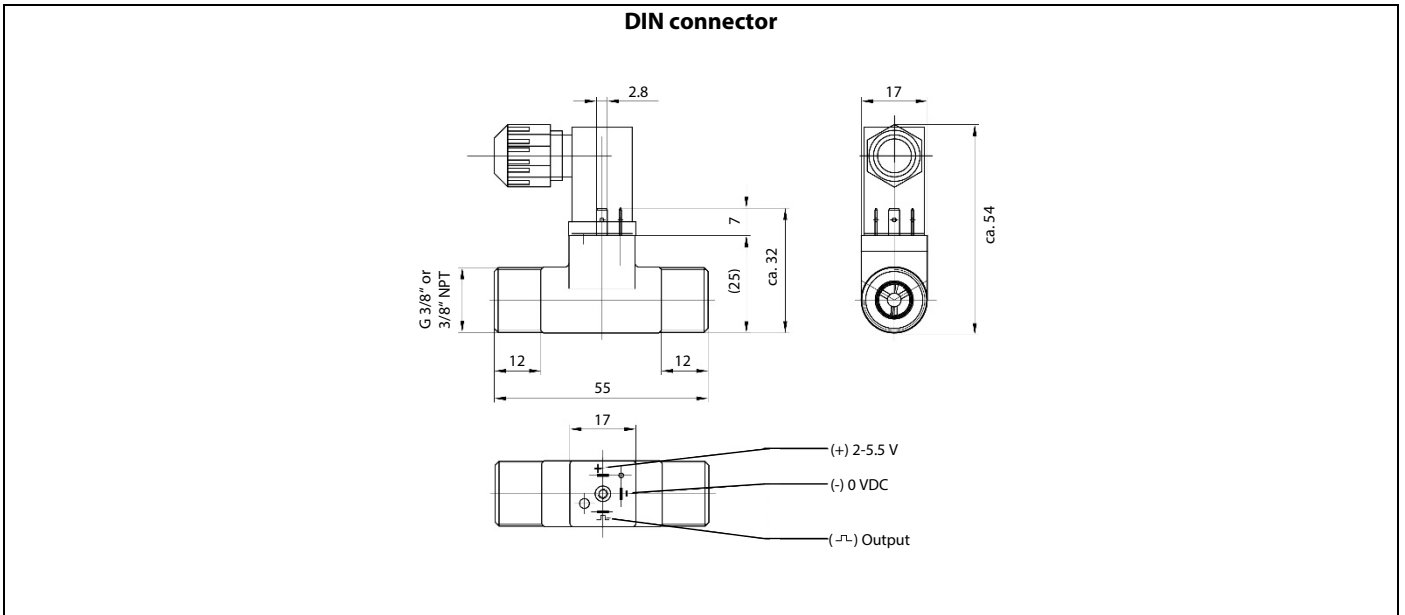 DIN connector
2.8
17
7
ca. 32
(25)
ca. 54
G 3/8“ or
3/8“ NPT
12
12
55
17
+
(+) 2-5.5 V
-
(-) 0 VDC
(⎍) Output